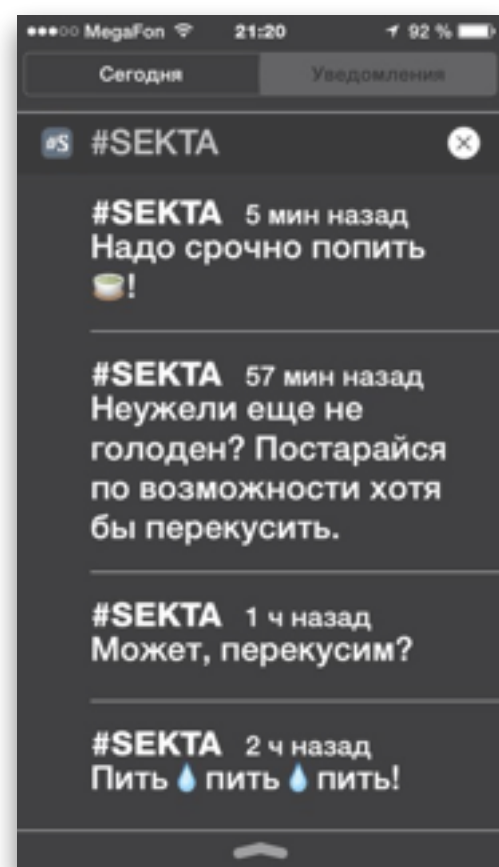 MegaFon 21:20 92 %
Сегодня Уведомления
#S #SEKTA
#SEKTA 5 мин назад
Надо срочно попить
🍵!
#SEKTA 57 мин назад
Неужели еще не
голоден? Постарайся
по возможности хотя
бы перекусить.
#SEKTA 1 ч назад
Может, перекусим?
#SEKTA 2 ч назад
Пить💧пить💧пить!